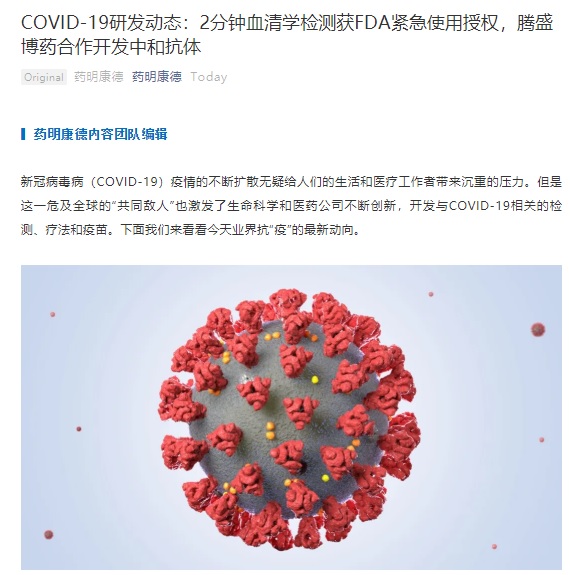 COVID-19研发动态：2分钟血清学检测获FDA紧急使用授权，腾盛
博药合作开发中和抗体
Original 药明康德 药明康德 Today
药明康德内容团队编辑
新冠病毒病（COVID-19）疫情的不断扩散无疑给人们的生活和医疗工作者带来沉重的压力。但是
这一危及全球的“共同敌人”也激发了生命科学和医药公司不断创新，开发与COVID-19相关的检
测、疗法和疫苗。下面我们来看看今天业界抗“疫”的最新动向。